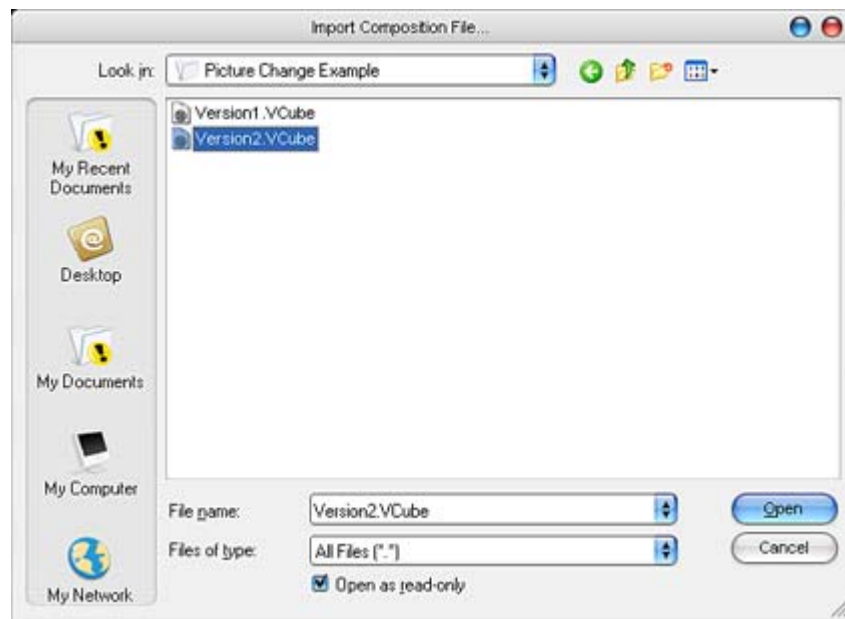 Import Composition File...
Look in:
Picture Change Example
Version1.VCube
Version2.VCube
My Recent
Documents
Desktop
My Documents
My Computer
My Network
File name:
Version2.VCube
Open
Files of type:
All Files (*.*)
Cancel
Open as read-only